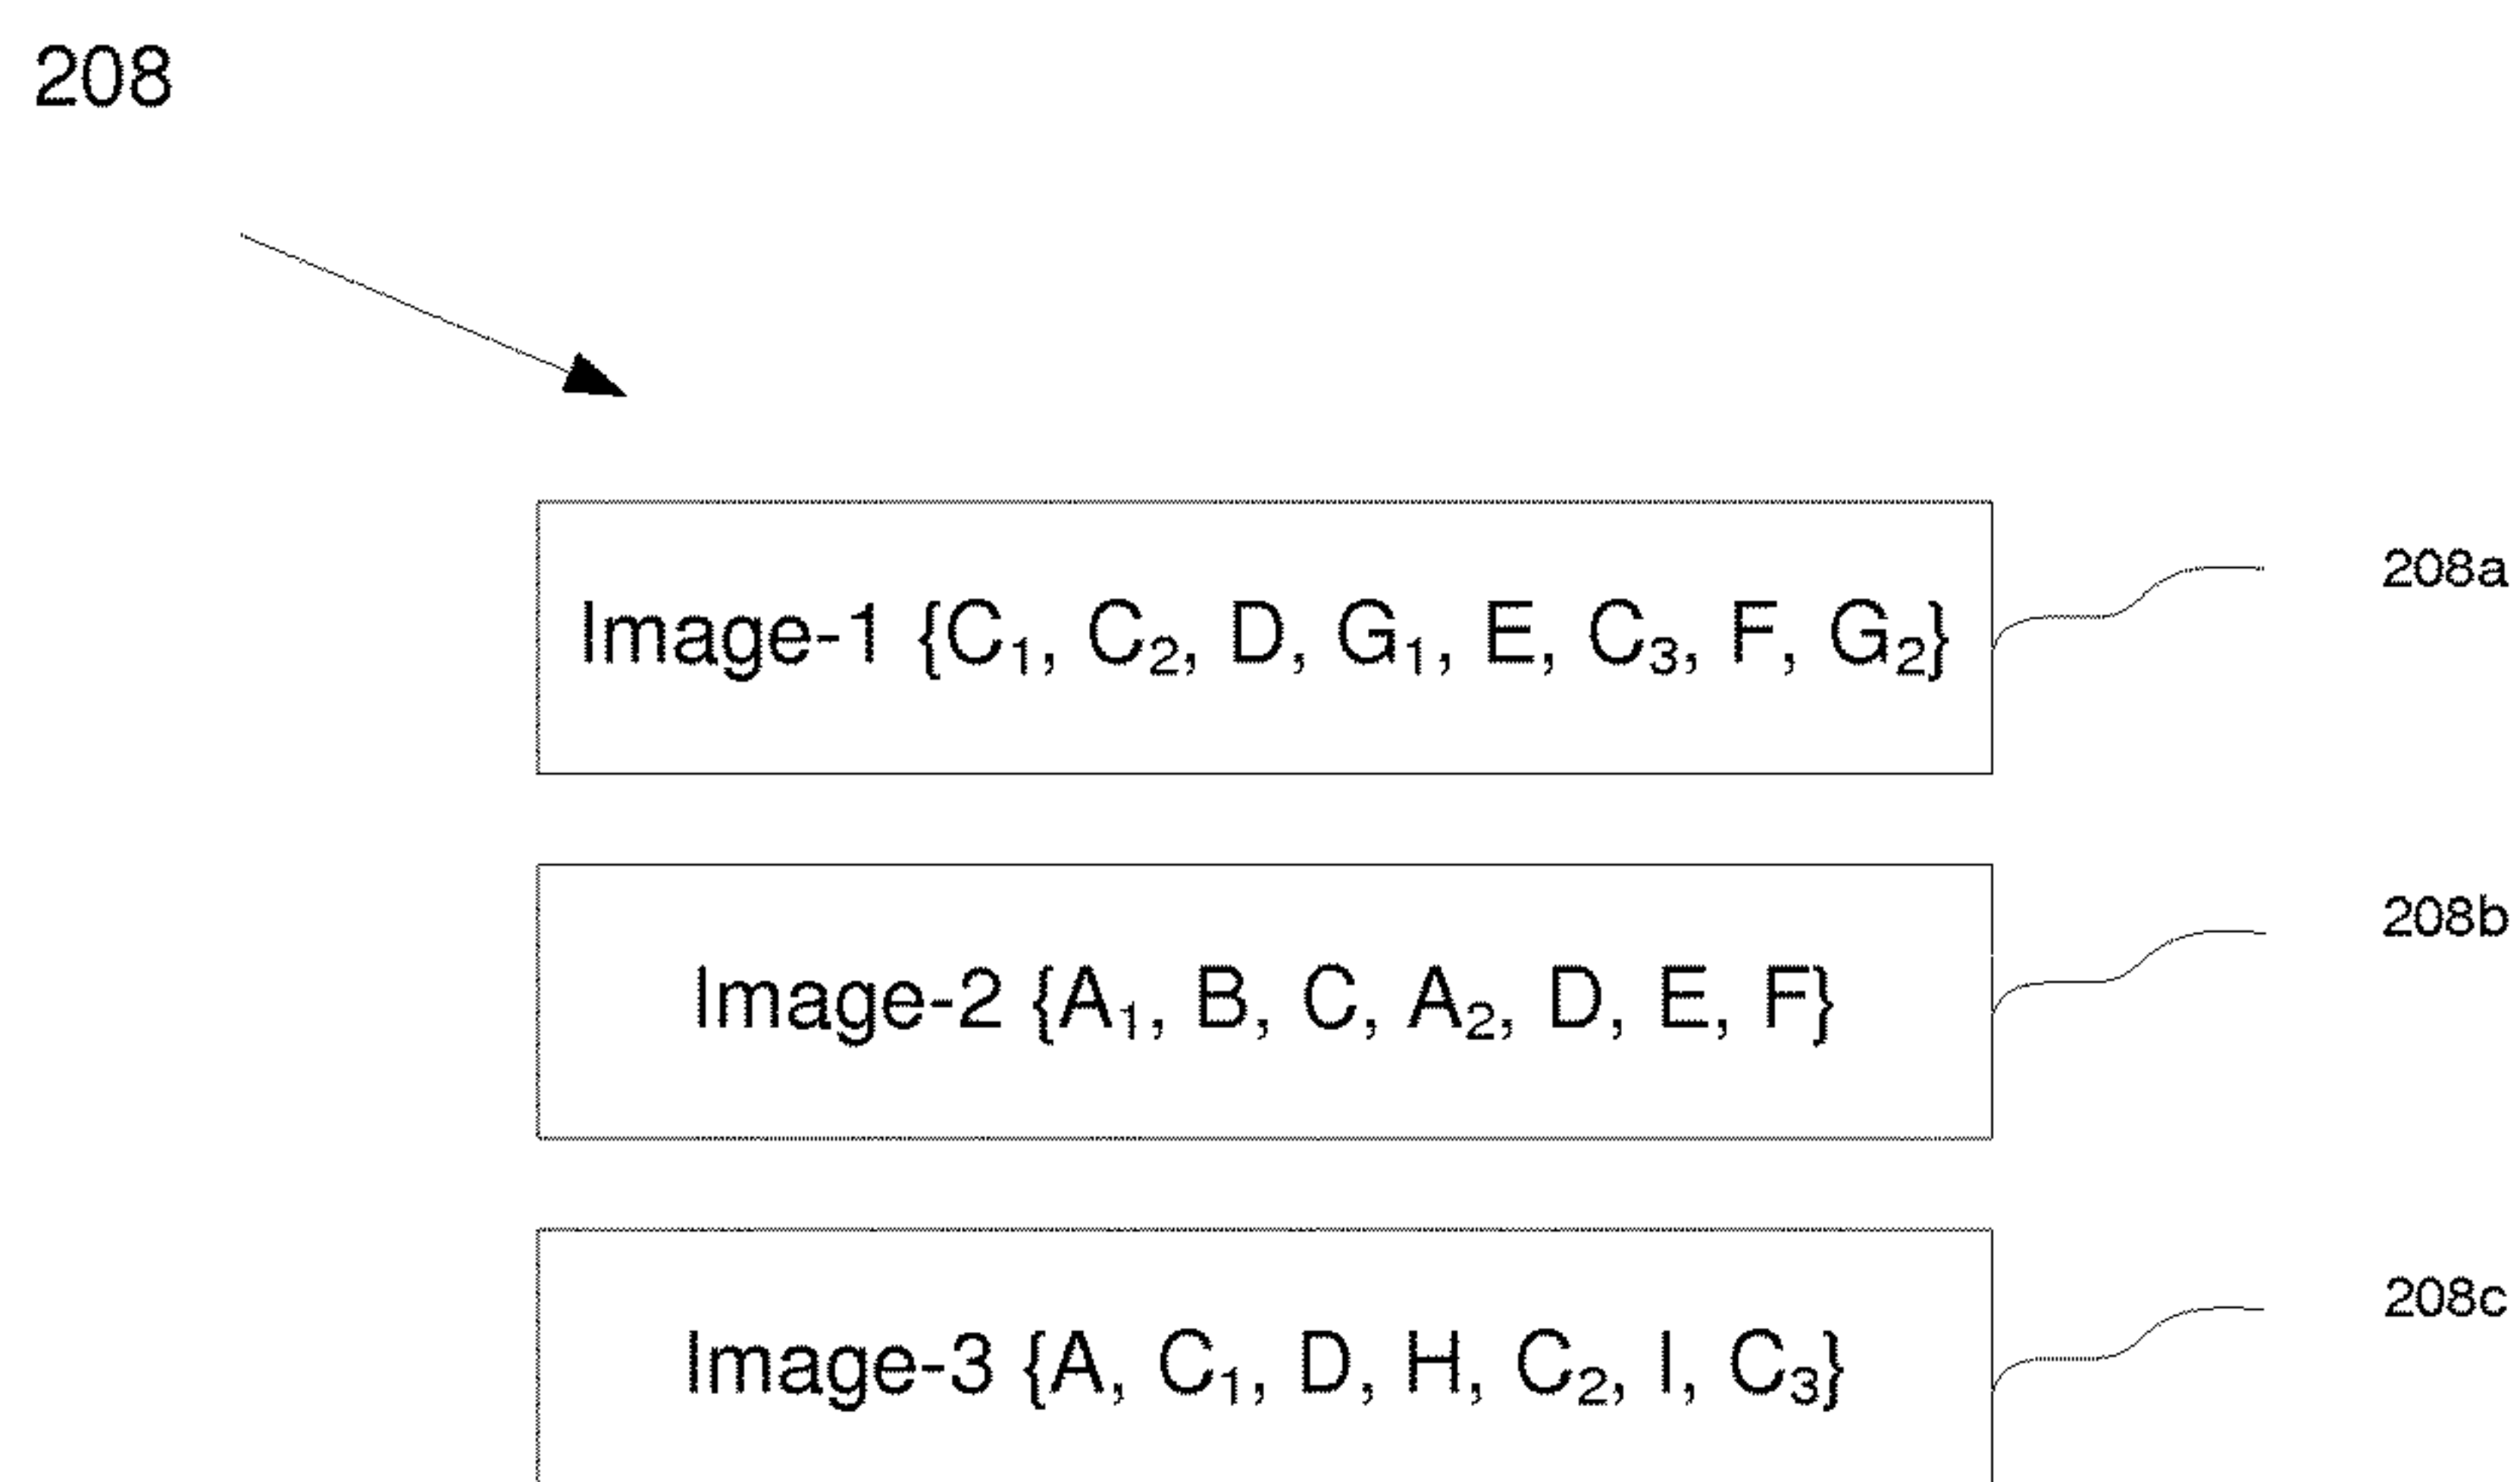 208
208a
Image-1 {C₁, C₂, D, G₁, E, C₃, F, G₂}
208b
Image-2 {A₁, B, C, A₂, D, E, F}
208c
Image-3 {A, C₁, D, H, C₂, I, C₃}